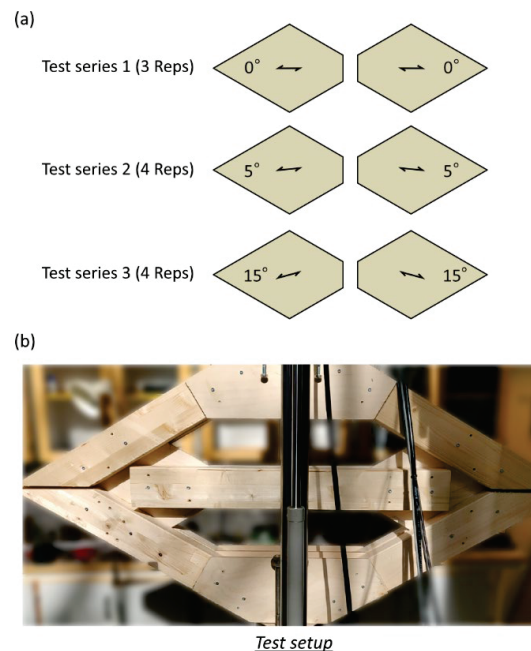 (a)
Test series 1 (3 Reps) 0° 0°
Test series 2 (4 Reps) 5° 5°
Test series 3 (4 Reps) 15° 15°
(b)
Test setup